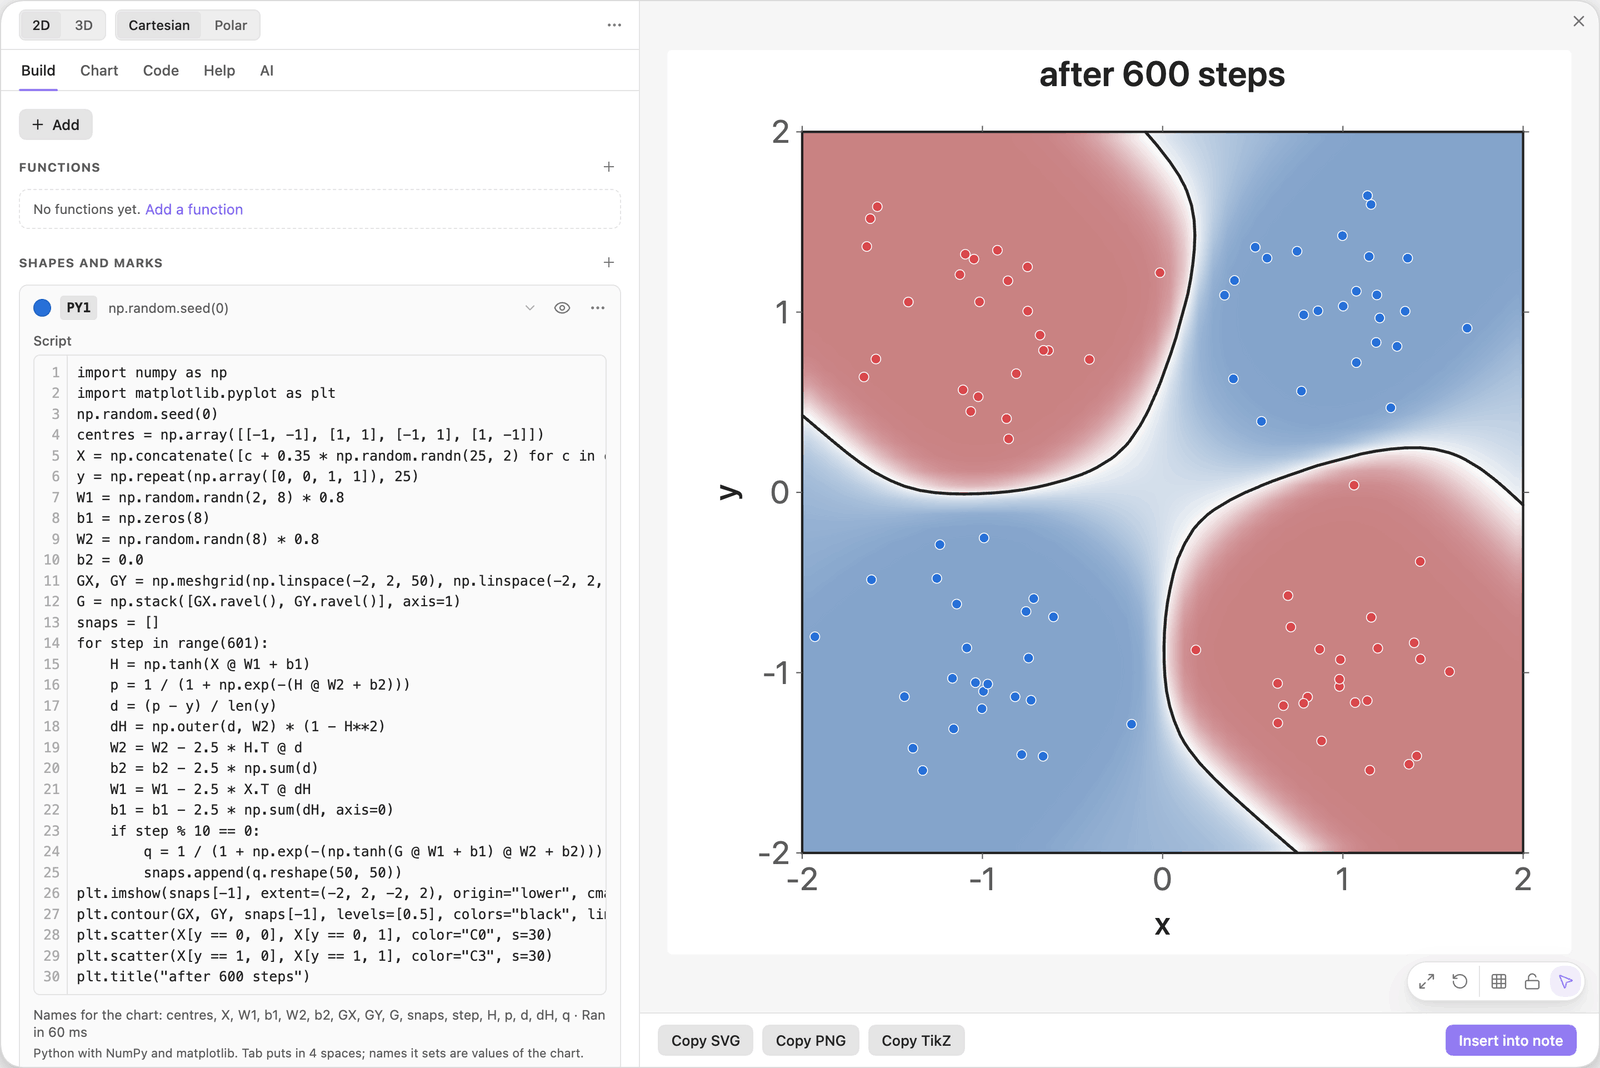 2D 3D Cartesian Polar
Build Chart Code Help AI
+ Add
FUNCTIONS
No functions yet. Add a function
SHAPES AND MARKS
PY1 np.random.seed(0)
Script
1 import numpy as np
2 import matplotlib.pyplot as plt
3 np.random.seed(0)
4 centres = np.array([[-1, -1], [1, 1], [-1, 1], [1, -1]])
5 X = np.concatenate([c + 0.35 * np.random.randn(25, 2) for c in
6 y = np.repeat(np.array([0, 0, 1, 1]), 25)
7 W1 = np.random.randn(2, 8) * 0.8
8 b1 = np.zeros(8)
9 W2 = np.random.randn(8) * 0.8
10 b2 = 0.0
11 GX, GY = np.meshgrid(np.linspace(-2, 2, 50), np.linspace(-2, 2,
12 G = np.stack([GX.ravel(), GY.ravel()], axis=1)
13 snaps = []
14 for step in range(601):
15 H = np.tanh(X @ W1 + b1)
16 p = 1 / (1 + np.exp(-(H @ W2 + b2)))
17 d = (p - y) / len(y)
18 dH = np.outer(d, W2) * (1 - H**2)
19 W2 = W2 - 2.5 * H.T @ d
20 b2 = b2 - 2.5 * np.sum(d)
21 W1 = W1 - 2.5 * X.T @ dH
22 b1 = b1 - 2.5 * np.sum(dH, axis=0)
23 if step % 10 == 0:
24 q = 1 / (1 + np.exp(-(np.tanh(G @ W1 + b1) @ W2 + b2)))
25 snaps.append(q.reshape(50, 50))
26 plt.imshow(snaps[-1], extent=(-2, 2, -2, 2), origin="lower", cm
27 plt.contour(GX, GY, snaps[-1], levels=[0.5], colors="black", li
28 plt.scatter(X[y == 0, 0], X[y == 0, 1], color="C0", s=30)
29 plt.scatter(X[y == 1, 0], X[y == 1, 1], color="C3", s=30)
30 plt.title("after 600 steps")
Names for the chart: centres, X, W1, b1, W2, b2, GX, GY, G, snaps, step, H, p, d, dH, q · Ran
in 60 ms
Python with NumPy and matplotlib. Tab puts in 4 spaces; names it sets are values of the chart.
after 600 steps
2
1
0
-1
-2
y
-2 -1 0 1 2
x
Copy SVG Copy PNG Copy TikZ
Insert into note